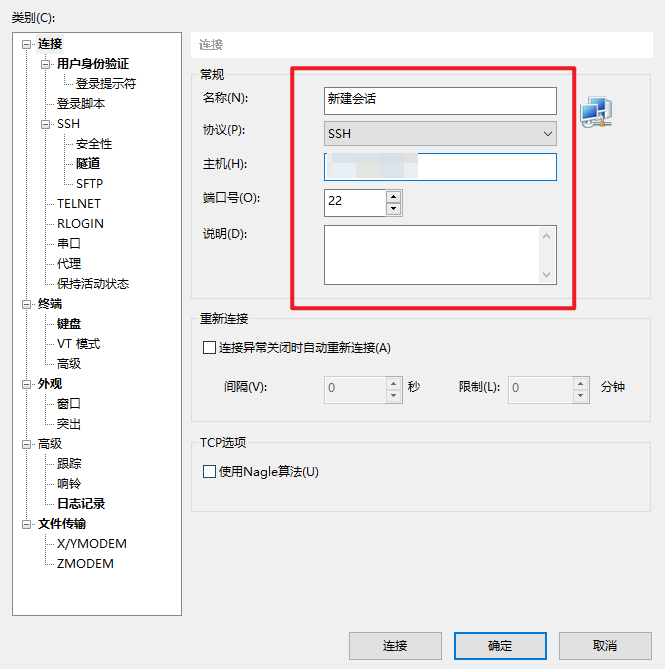 类别(C):
连接
用户身份验证
登录提示符
登录脚本
SSH
安全性
隧道
SFTP
TELNET
RLOGIN
串口
代理
保持活动状态
终端
键盘
VT 模式
高级
外观
窗口
突出
高级
跟踪
响铃
日志记录
文件传输
X/YMODEM
ZMODEM
连接
常规
名称(N): 新建会话
协议(P): SSH
主机(H):
端口号(O): 22
说明(D):
重新连接
连接异常关闭时自动重新连接(A)
间隔(V): 0 秒 限制(L): 0 分钟
TCP选项
使用Nagle算法(U)
连接 确定 取消